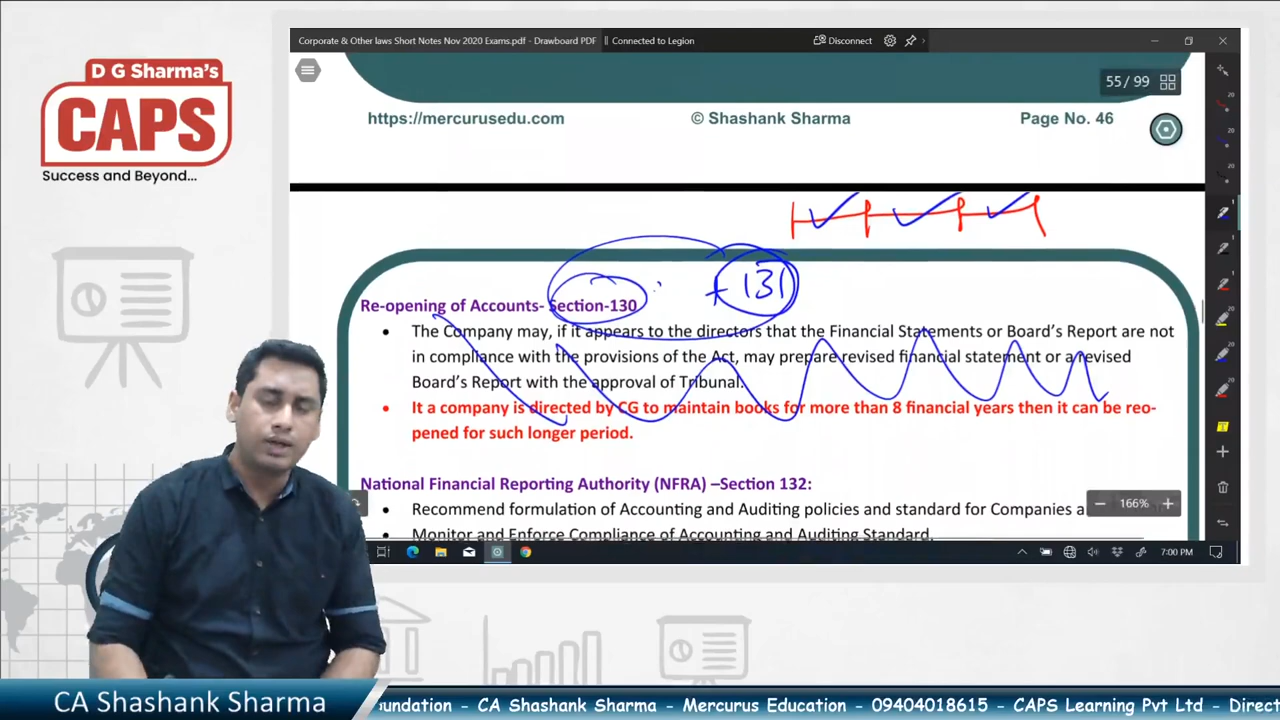 D G Sharma's
CAPS
Success and Beyond...
Corporate & Other laws Short Notes Nov 2020 Exams.pdf - Drawboard PDF
Connected to Legion
Disconnect
55 / 99
https://mercurusedu.com © Shashank Sharma Page No. 46
+ 131
Re-opening of Accounts- Section-130
• The Company may, if it appears to the directors that the Financial Statements or Board's Report are not
in compliance with the provisions of the Act, may prepare revised financial statement or a revised
Board's Report with the approval of Tribunal.
• It a company is directed by CG to maintain books for more than 8 financial years then it can be reo-
pened for such longer period.
National Financial Reporting Authority (NFRA) –Section 132:
• Recommend formulation of Accounting and Auditing policies and standard for Companies a
166%
• Monitor and Enforce Compliance of Accounting and Auditing Standard.
7:00 PM
CA Shashank Sharma
oundation - CA Shashank Sharma - Mercurus Education - 09404018615 - CAPS Learning Pvt Ltd - Direct